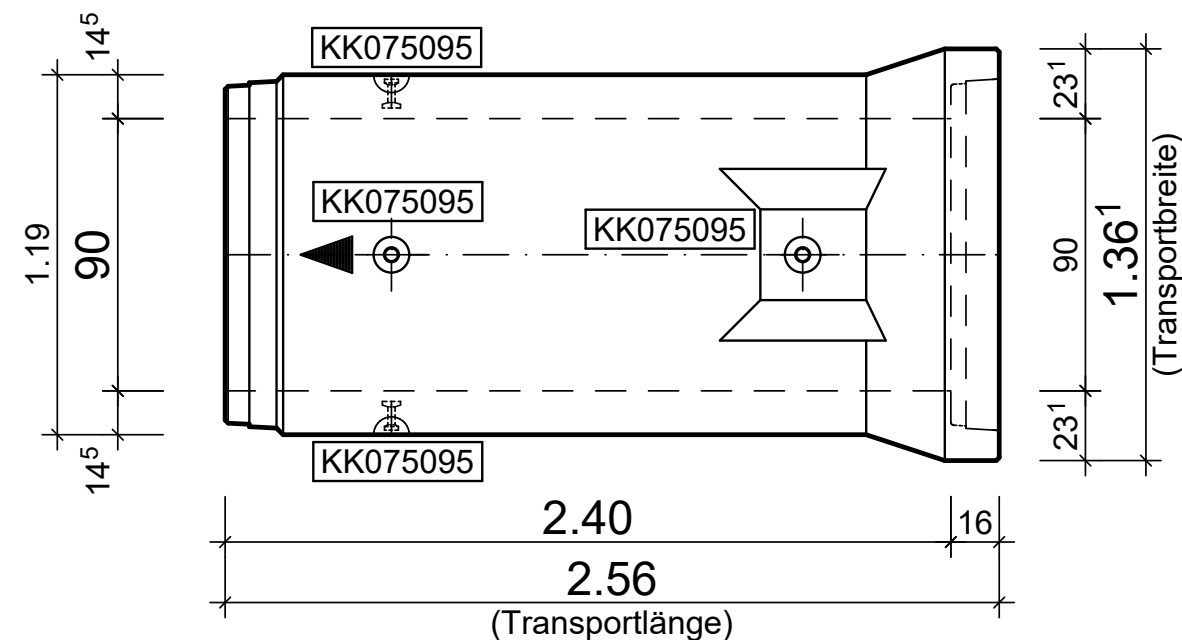 14⁵
KK075095
23¹
KK075095
KK075095
1.19
90
90
1.36¹
(Transportbreite)
14⁵
KK075095
23¹
2.40
16
2.56
(Transportlänge)